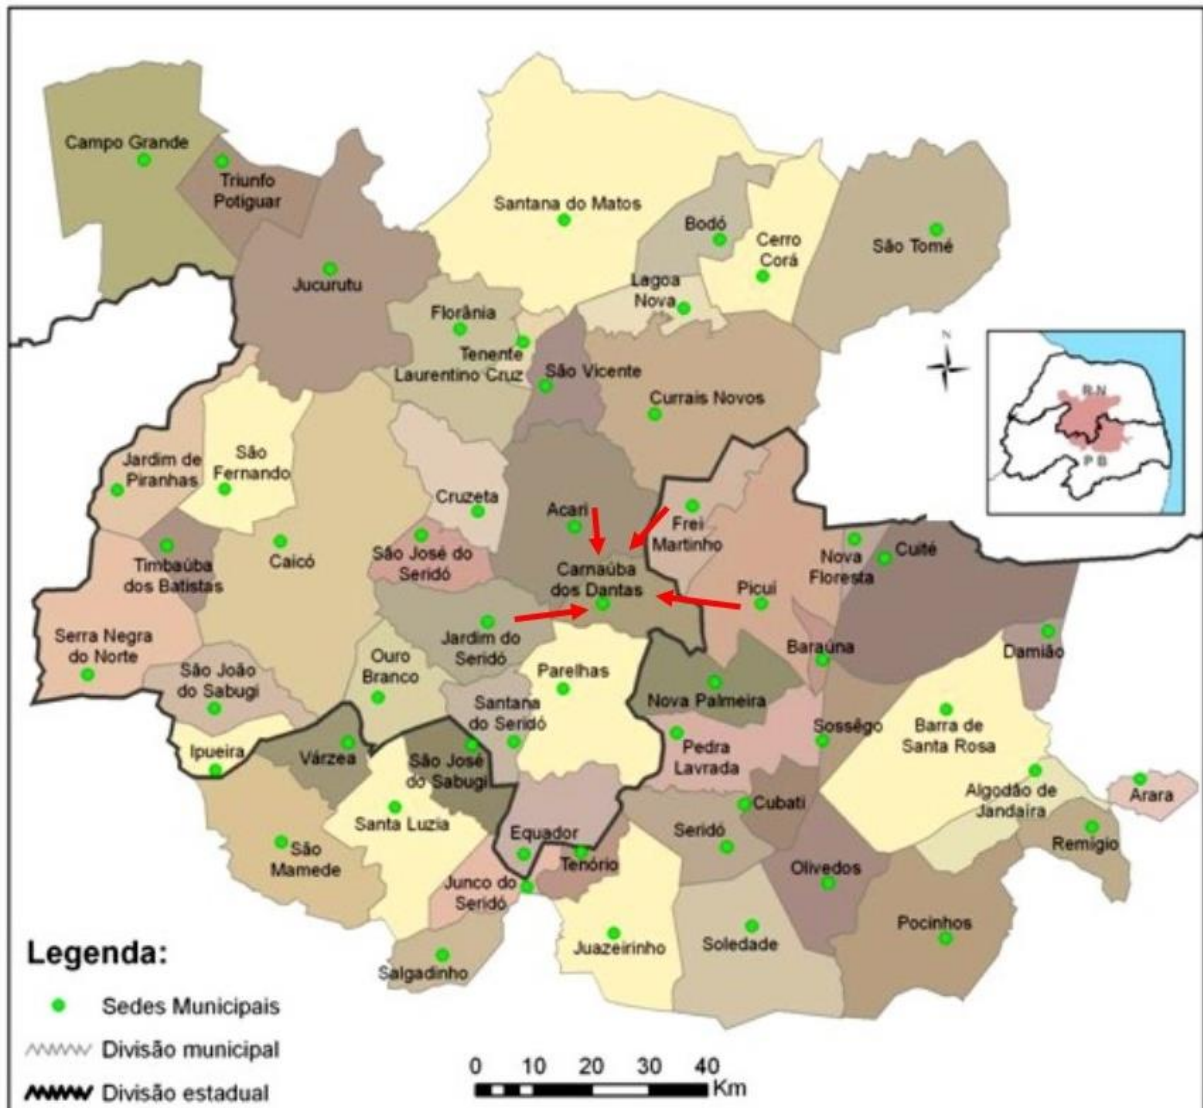 Campo Grande
Triunfo
Potiguar
Santana do Matos
Bodó
Cerro
Corá
São Tomé
Jucurutu
Lagoa
Nova
Florânia
Tenente
Laurentino Cruz
São Vicente
Currais Novos
N
R N
P B
Jardim de
Piranhas
São
Fernando
Cruzeta
Acari
Frei
Martinho
Timbaúba
dos Batistas
Caicó
São José do
Seridó
Carnaúba
dos Dantas
Picuí
Nova
Floresta
Cuité
Serra Negra
do Norte
São João
do Sabugi
Ouro
Branco
Jardim do
Seridó
Parelhas
Baraúna
Damião
Nova Palmeira
Santana
do Seridó
Ipueira
Várzea
São José
do Sabugi
Pedra
Lavrada
Sossêgo
Barra de
Santa Rosa
Santa Luzia
Cubati
Algodão de
Jandaíra
Arara
São
Mamede
Equador
Tenório
Seridó
Olivedos
Remígio
Junco do
Seridó
Salgadinho
Juazeirinho
Soledade
Pocinhos
Legenda:
Sedes Municipais
Divisão municipal
Divisão estadual
0 10 20 30 40
Km